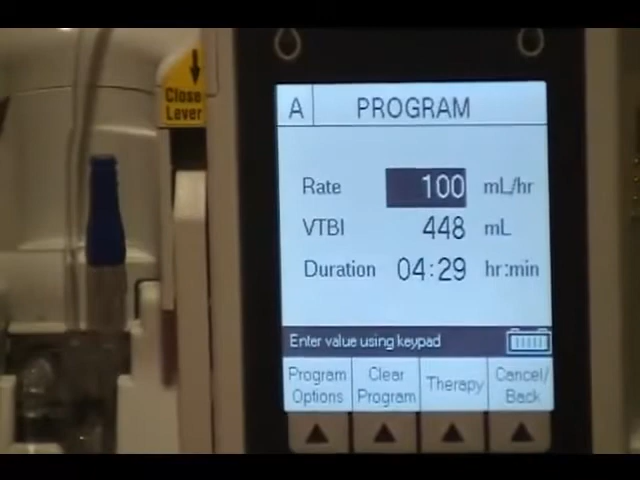 Close
Lever
A PROGRAM
Rate 100 mL/hr
VTBI 448 mL
Duration 04:29 hr:min
Enter value using keypad
Program Options
Clear Program
Therapy
Cancel/ Back